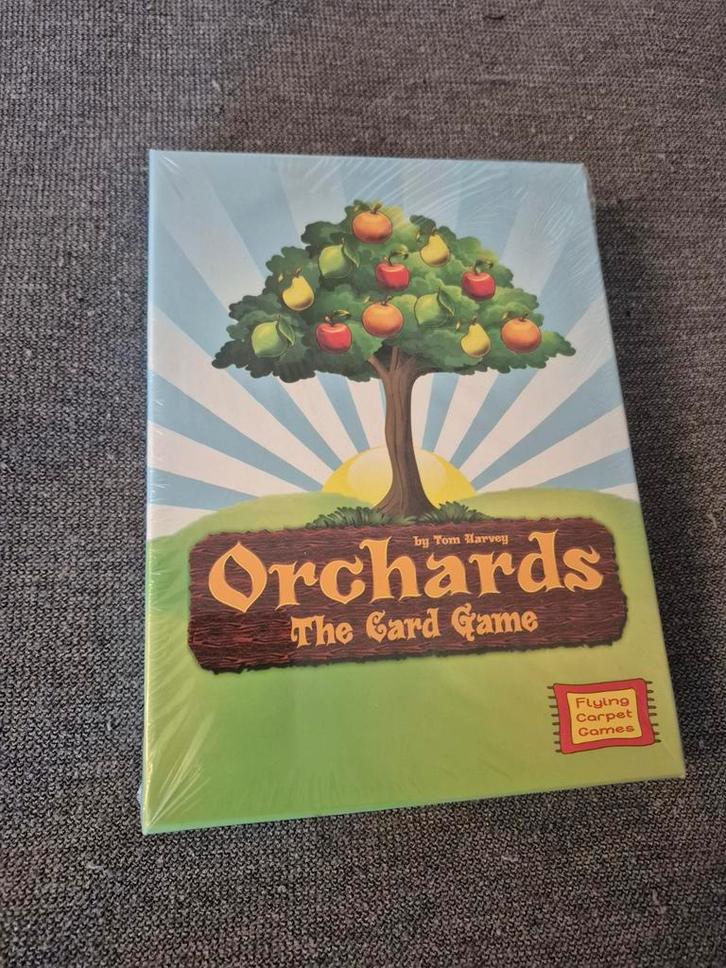 by Tom Harvey
Orchards
The Card Game
Flying
Carpet
Games